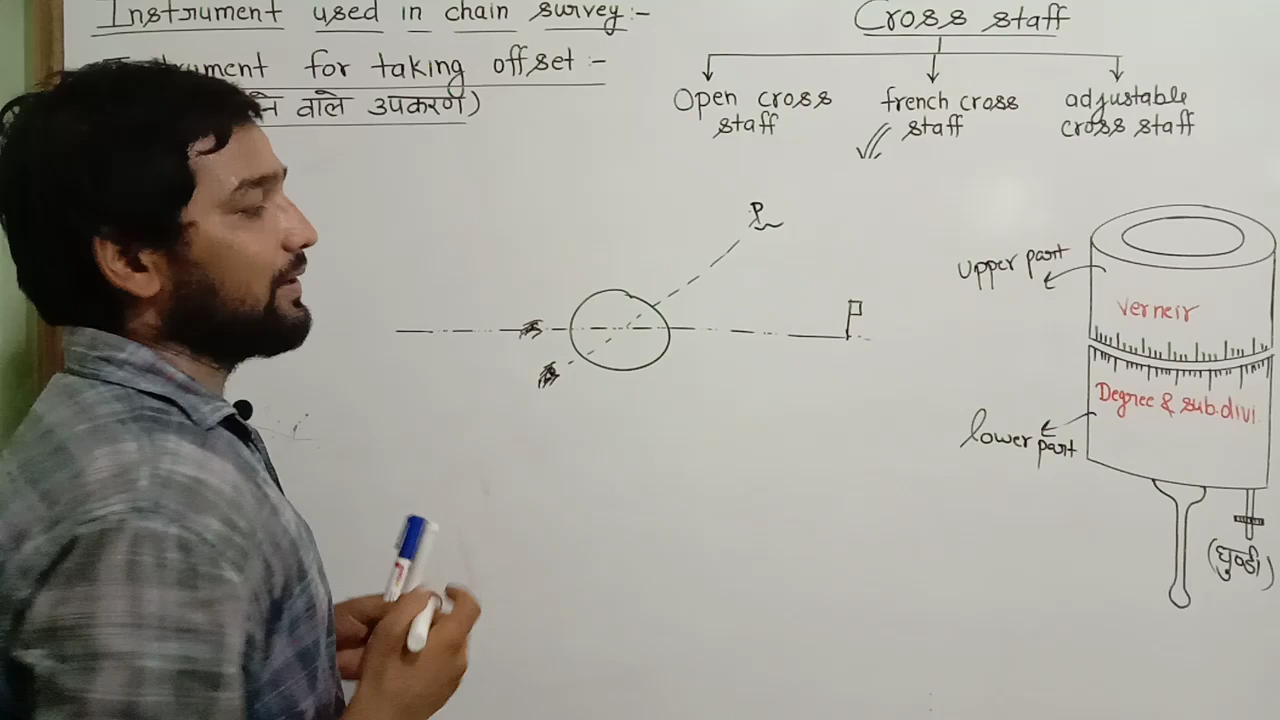 Instrument used in chain survey:-
trument for taking offset :-
ने वाले उपकरण)
Cross staff
Open cross staff
french cross staff
adjustable cross staff
P
P
upper part
Verneir
Degree & sub.divi.
lower part
(घुण्डी)